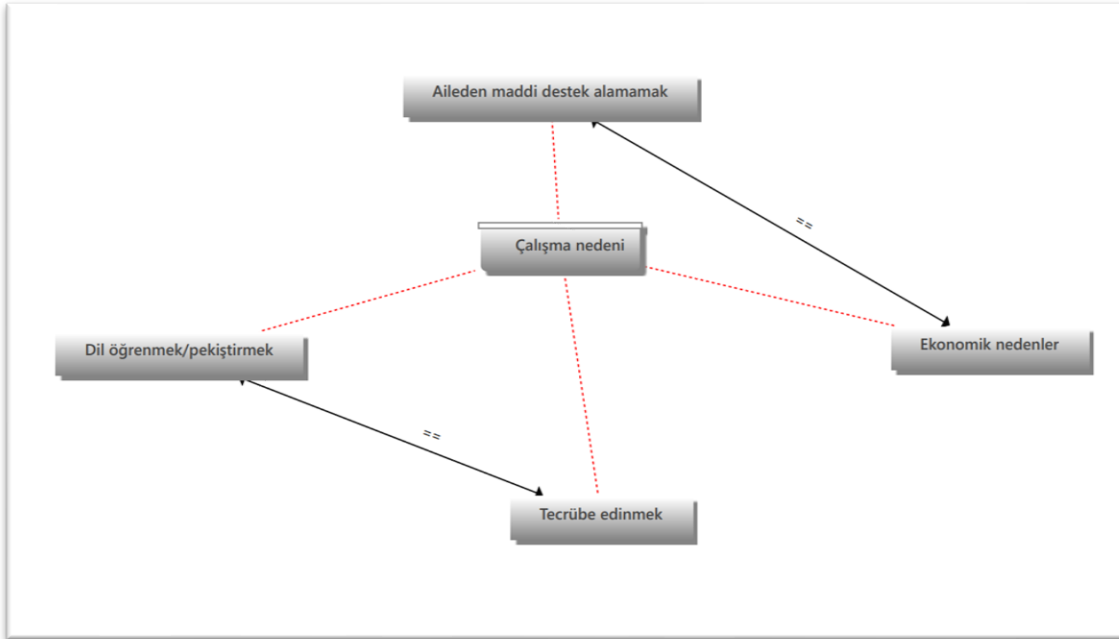 Aileden maddi destek alamamak
==
Çalışma nedeni
Dil öğrenmek/pekiştirmek
Ekonomik nedenler
==
Tecrübe edinmek